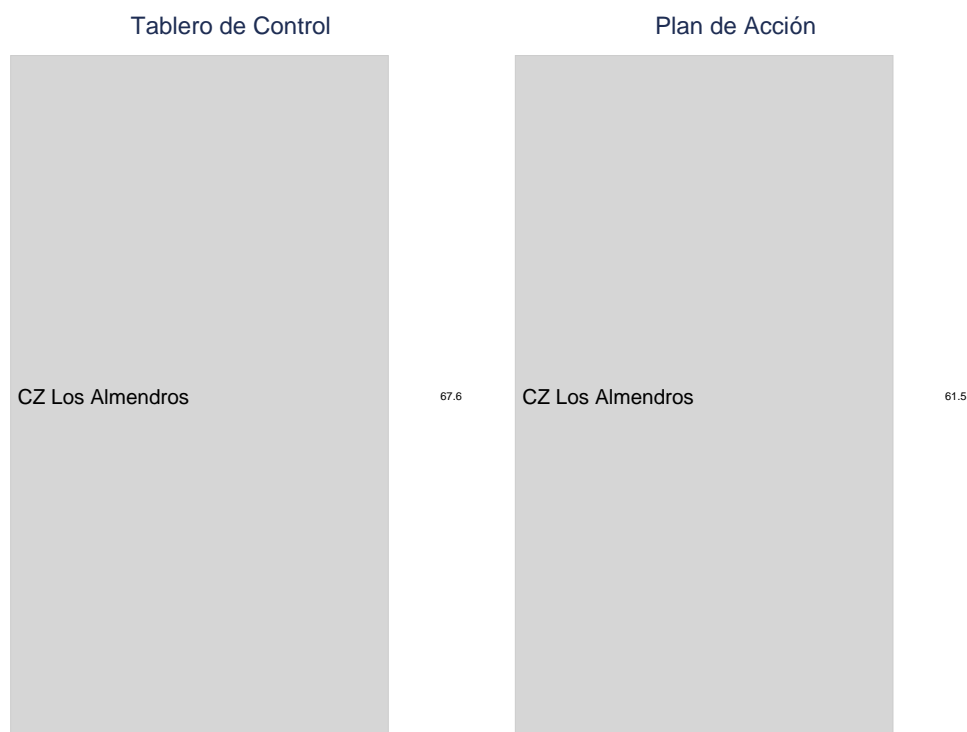 Tablero de Control
CZ Los Almendros 67.6
Plan de Acción
CZ Los Almendros 61.5